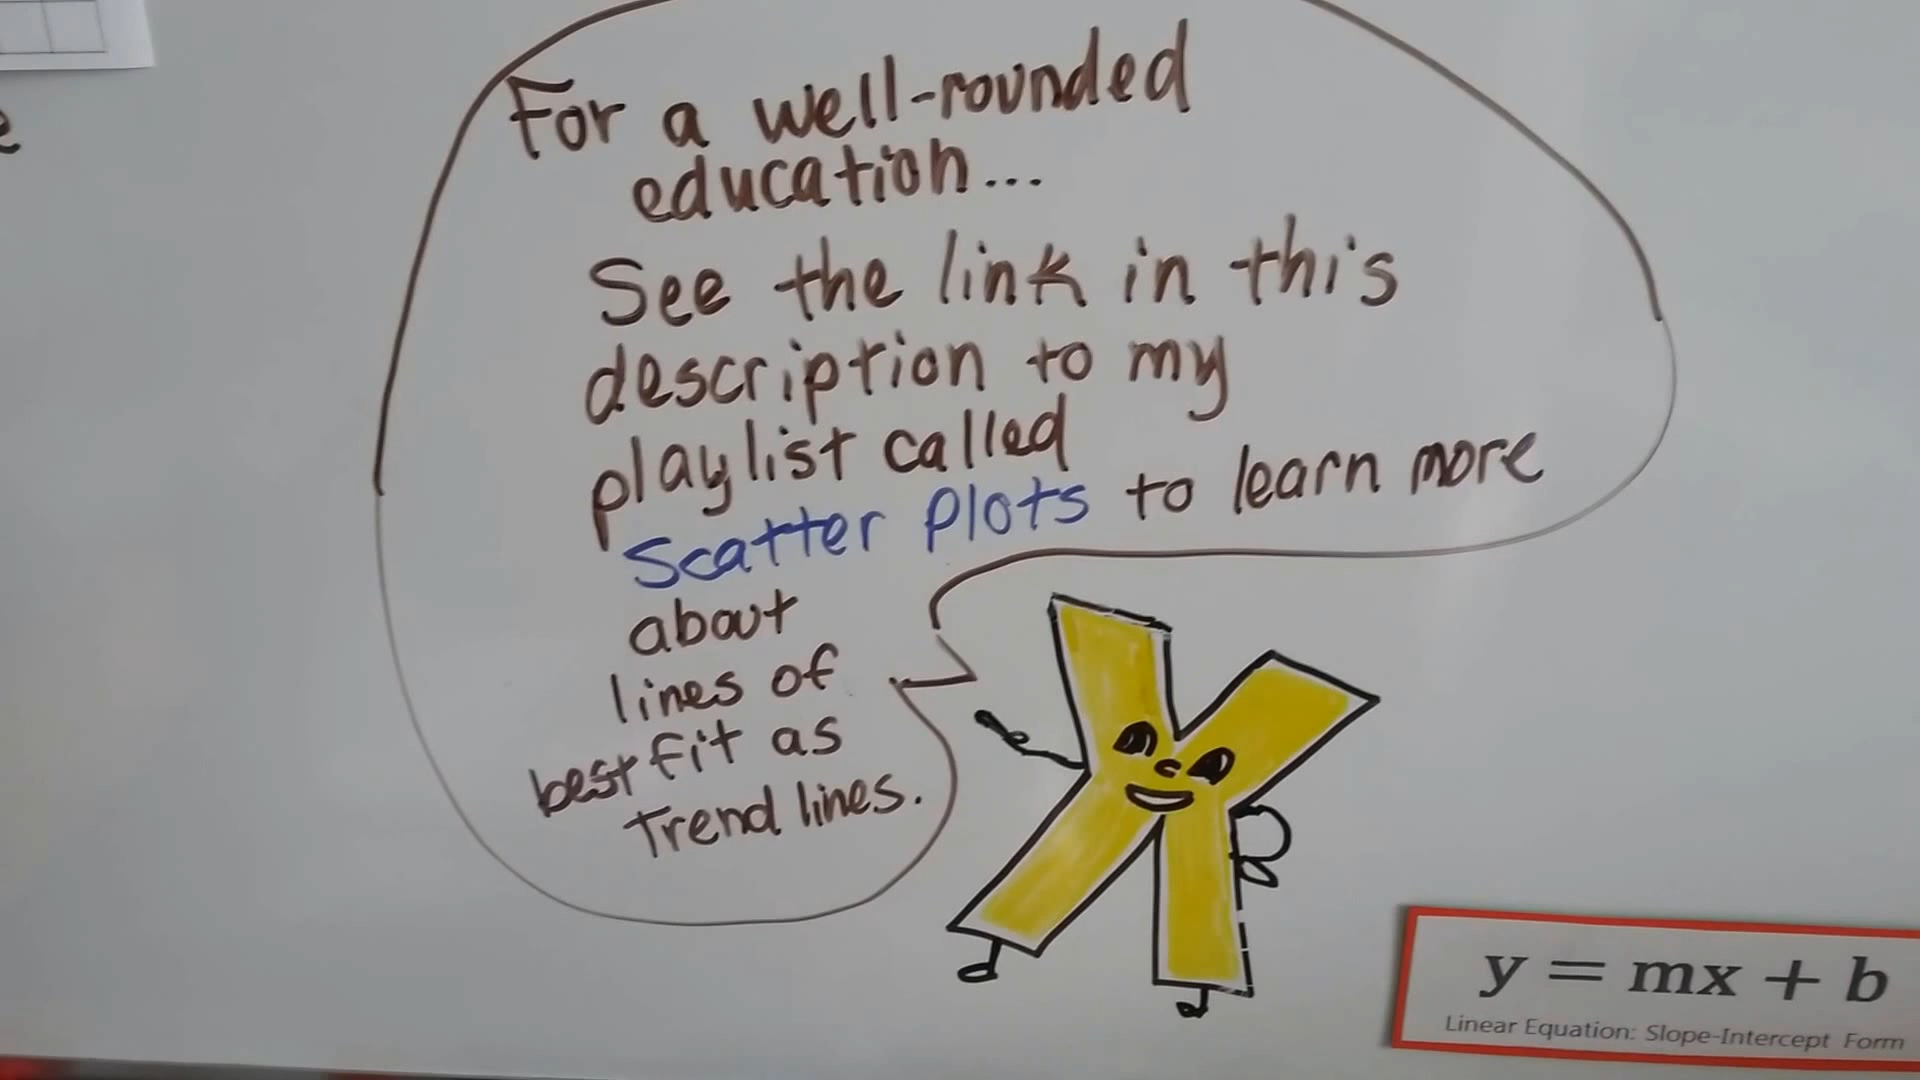 For a well-rounded
education...
See the link in this
description to my
playlist called
Scatter Plots to learn more
about
lines of
best fit as
Trend lines.
y = mx + b
Linear Equation: Slope-Intercept Form